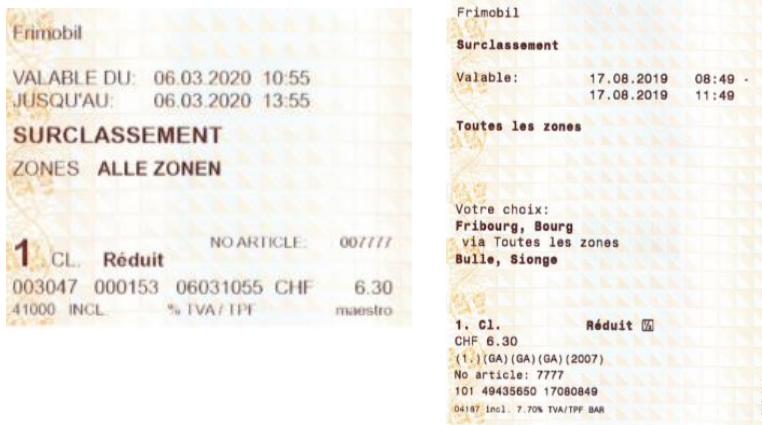 Frimobil
VALABLE DU: 06.03.2020 10:55
JUSQU'AU: 06.03.2020 13:55
SURCLASSEMENT
ZONES ALLE ZONEN
NO ARTICLE: 007777
1 CL. Réduit
003047 000153 06031055 CHF 6.30
41000 INCL. % TVA / TPF maestro
Frimobil
Surclassement
Valable: 17.08.2019 08:49 -
17.08.2019 11:49
Toutes les zones
Votre choix:
Fribourg, Bourg
via Toutes les zones
Bulle, Sionge
1. Cl. Réduit ½
CHF 6.30
(1.)(GA)(GA)(GA)(2007)
No article: 7777
101 49435650 17080849
04187 Incl. 7.70% TVA/TPF BAR